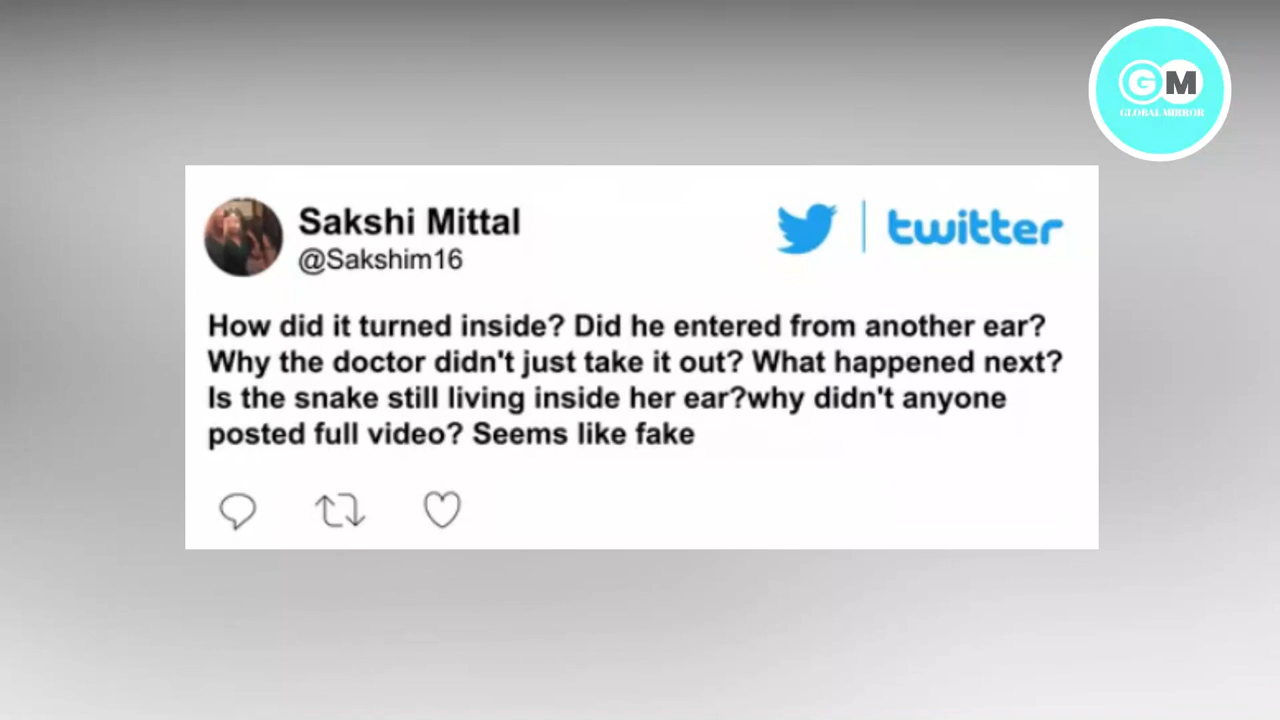 GM
GLOBAL MIRROR
Sakshi Mittal
@Sakshim16
twitter
How did it turned inside? Did he entered from another ear?
Why the doctor didn't just take it out? What happened next?
Is the snake still living inside her ear?why didn't anyone
posted full video? Seems like fake